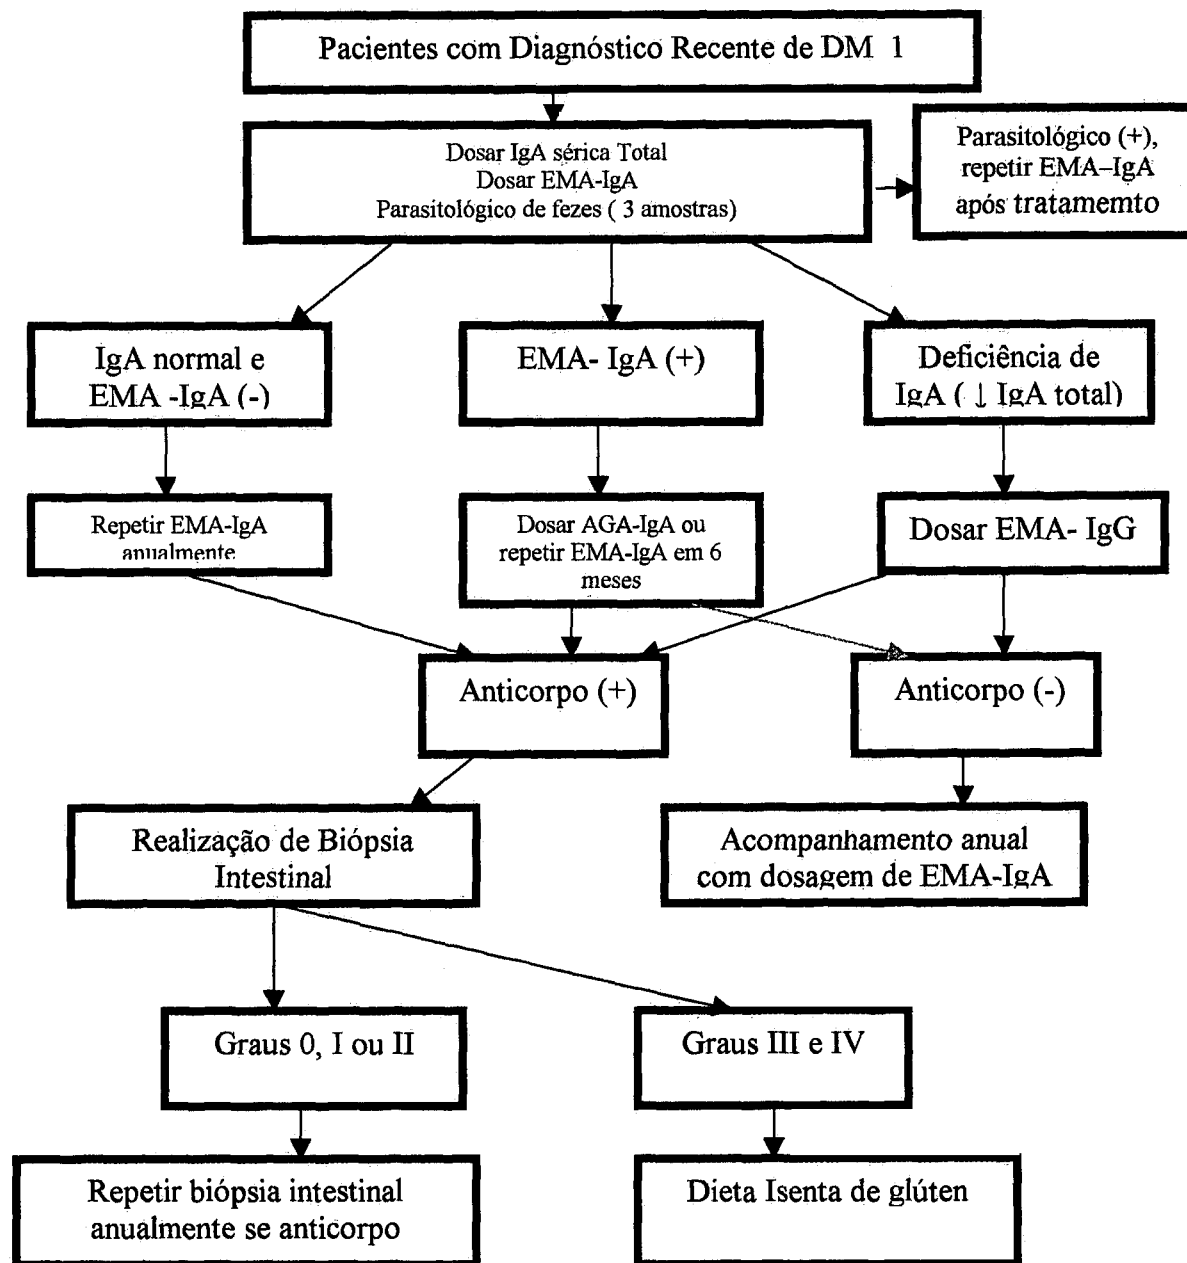 Pacientes com Diagnóstico Recente de DM 1
Dosar IgA sérica Total
Dosar EMA-IgA
Parasitológico de fezes ( 3 amostras)
Parasitológico (+),
repetir EMA–IgA
após tratamemto
IgA normal e
EMA -IgA (-)
EMA- IgA (+)
Deficiência de
IgA ( ↓ IgA total)
Repetir EMA-IgA
anualmente
Dosar AGA-IgA ou
repetir EMA-IgA em 6
meses
Dosar EMA- IgG
Anticorpo (+)
Anticorpo (-)
Realização de Biópsia
Intestinal
Acompanhamento anual
com dosagem de EMA-IgA
Graus 0, I ou II
Graus III e IV
Repetir biópsia intestinal
anualmente se anticorpo
Dieta Isenta de glúten